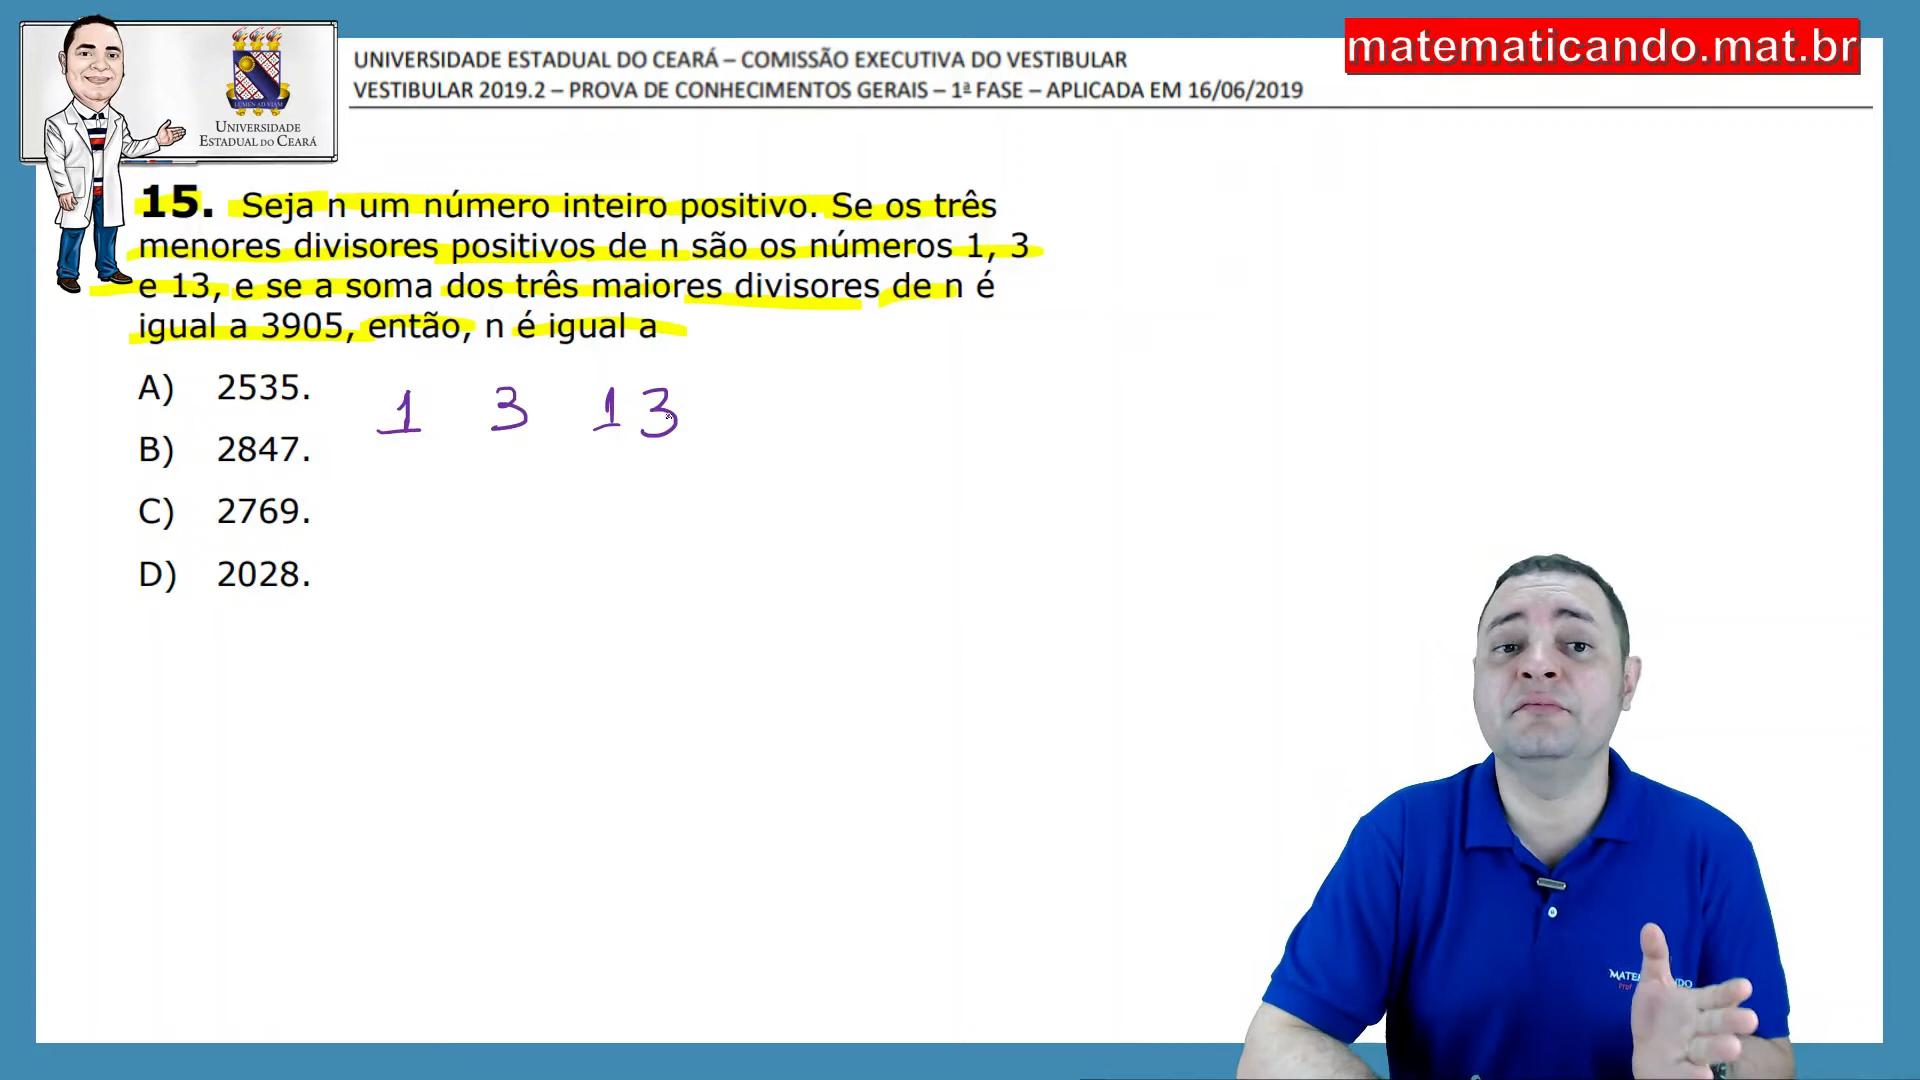 matematicando.mat.br
UNIVERSIDADE ESTADUAL DO CEARÁ – COMISSÃO EXECUTIVA DO VESTIBULAR
VESTIBULAR 2019.2 – PROVA DE CONHECIMENTOS GERAIS – 1ª FASE – APLICADA EM 16/06/2019
LUMEN AD VIAM
UNIVERSIDADE
ESTADUAL DO CEARÁ
15. Seja n um número inteiro positivo. Se os três
menores divisores positivos de n são os números 1, 3
e 13, e se a soma dos três maiores divisores de n é
igual a 3905, então, n é igual a
A) 2535.
B) 2847.
C) 2769.
D) 2028.
1 3 13